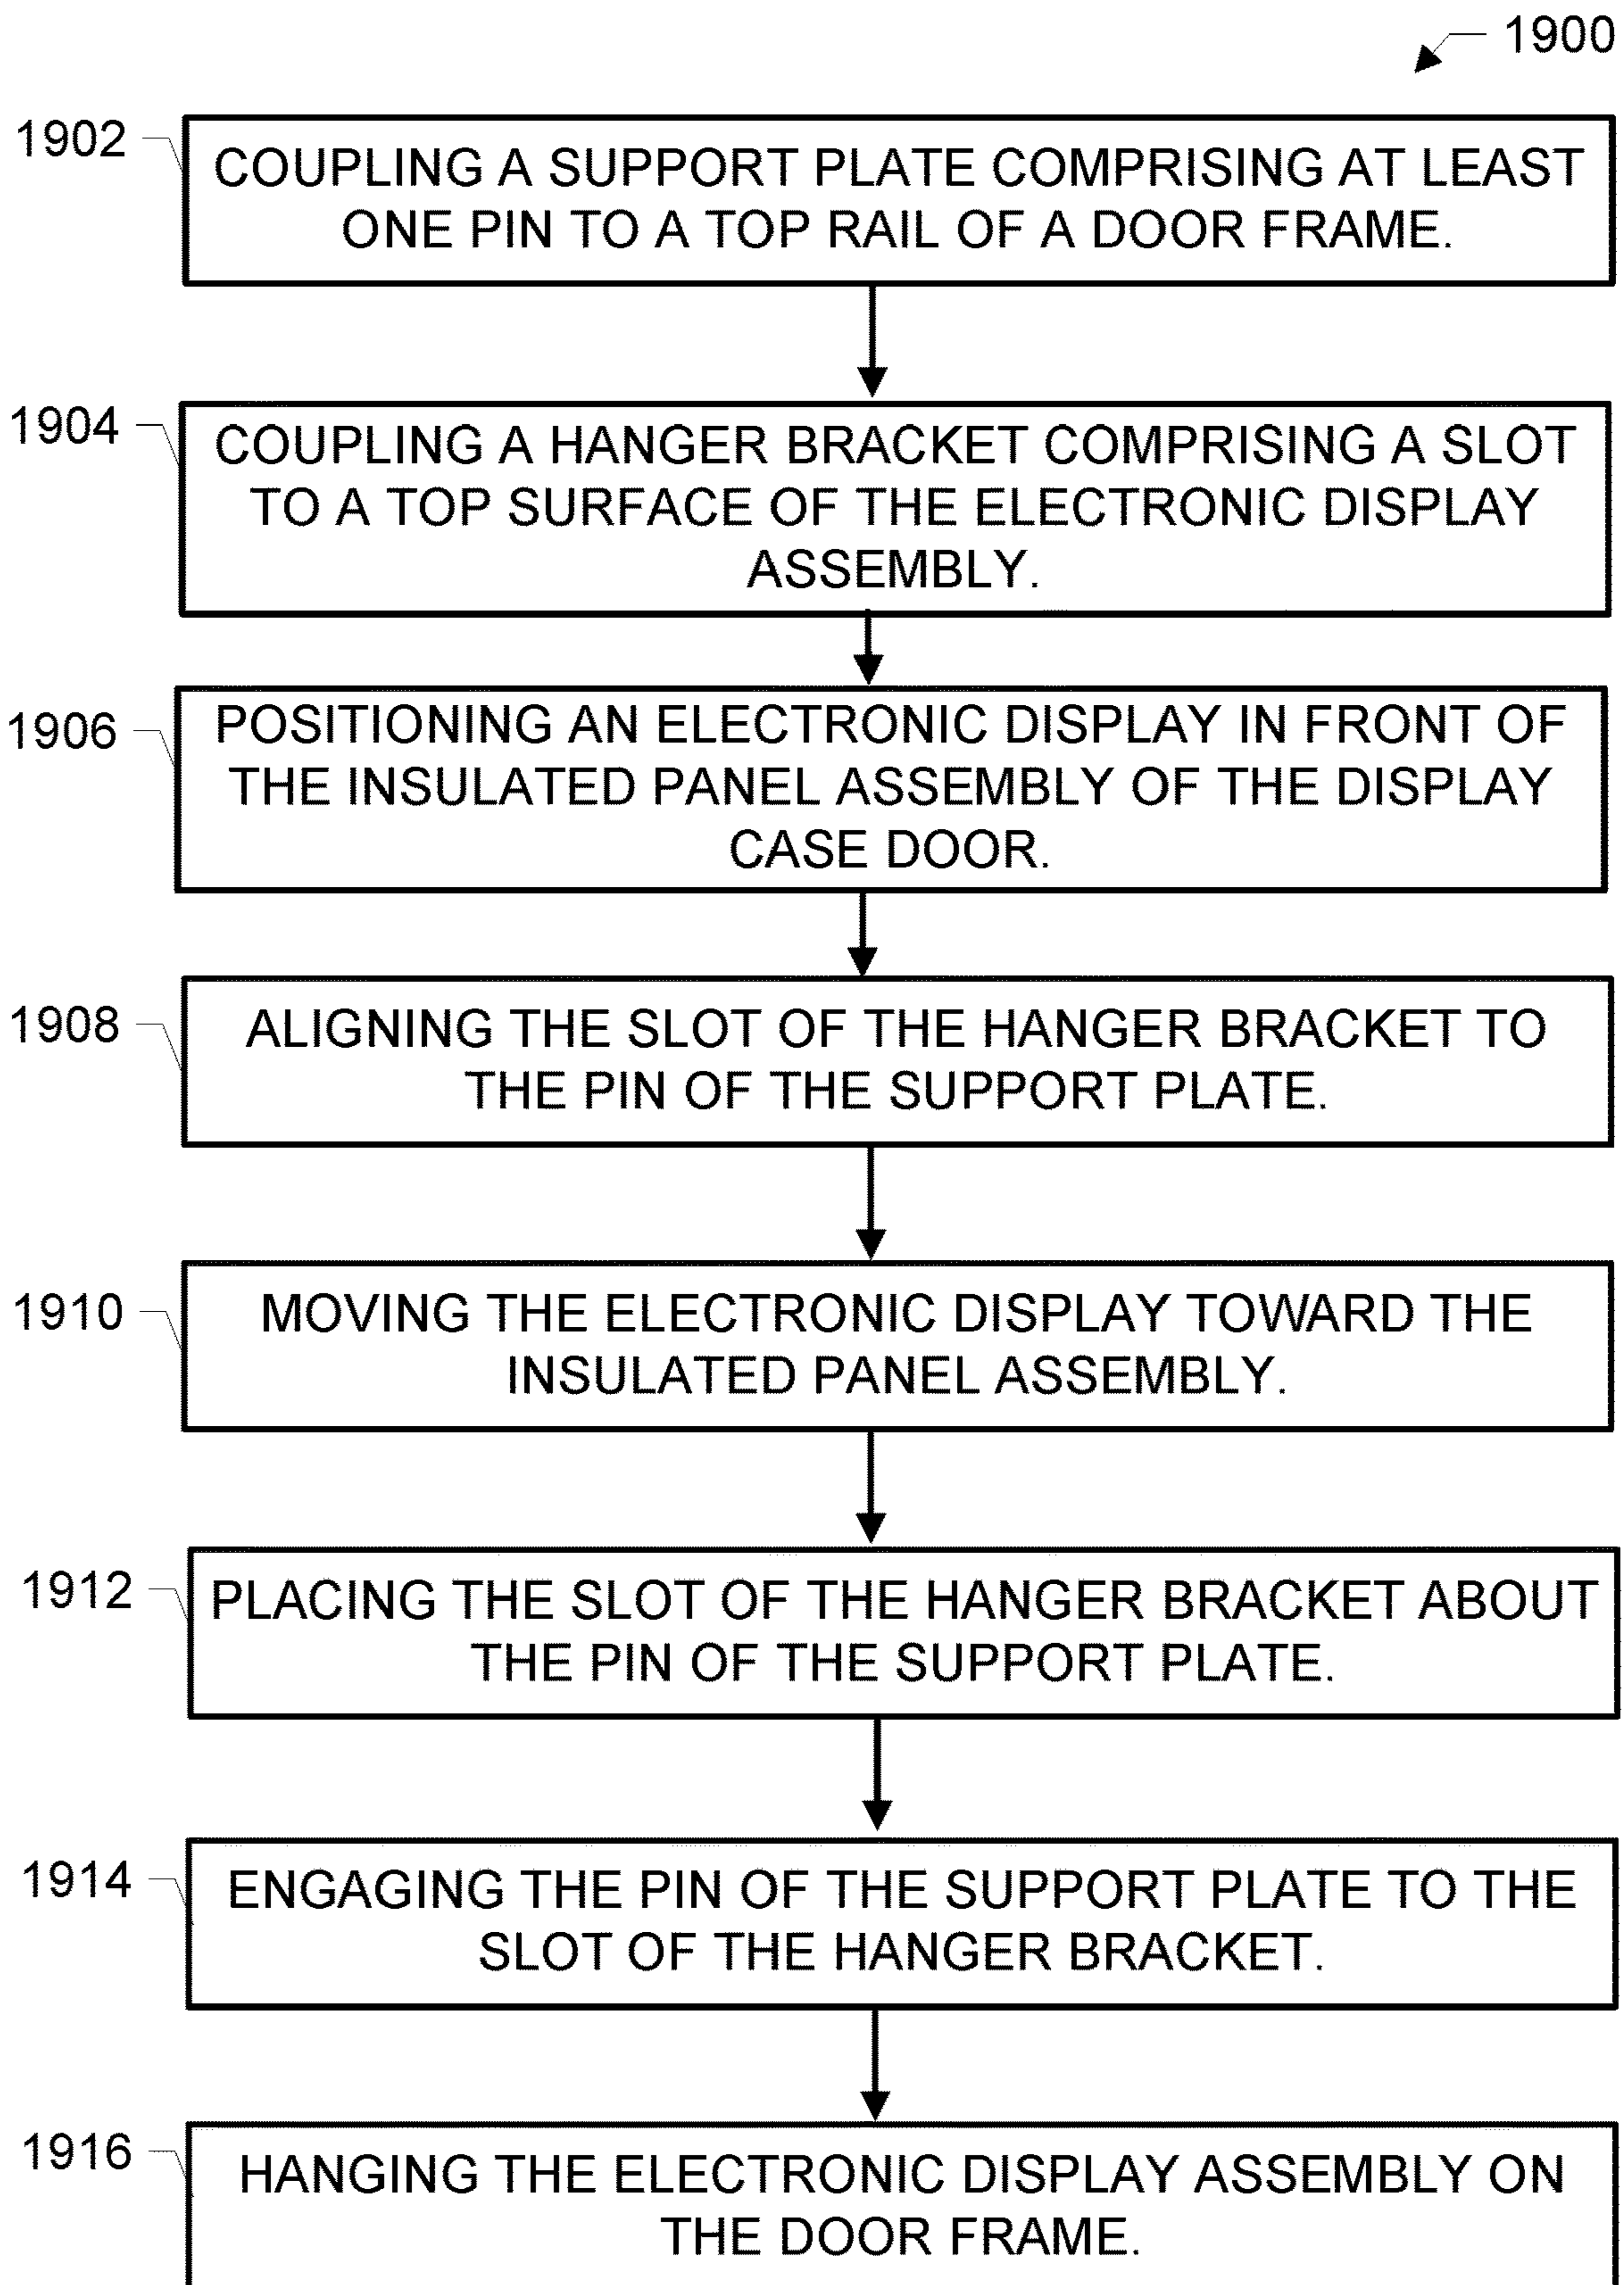 1900
1902
COUPLING A SUPPORT PLATE COMPRISING AT LEAST
ONE PIN TO A TOP RAIL OF A DOOR FRAME.
1904
COUPLING A HANGER BRACKET COMPRISING A SLOT
TO A TOP SURFACE OF THE ELECTRONIC DISPLAY
ASSEMBLY.
1906
POSITIONING AN ELECTRONIC DISPLAY IN FRONT OF
THE INSULATED PANEL ASSEMBLY OF THE DISPLAY
CASE DOOR.
1908
ALIGNING THE SLOT OF THE HANGER BRACKET TO
THE PIN OF THE SUPPORT PLATE.
1910
MOVING THE ELECTRONIC DISPLAY TOWARD THE
INSULATED PANEL ASSEMBLY.
1912
PLACING THE SLOT OF THE HANGER BRACKET ABOUT
THE PIN OF THE SUPPORT PLATE.
1914
ENGAGING THE PIN OF THE SUPPORT PLATE TO THE
SLOT OF THE HANGER BRACKET.
1916
HANGING THE ELECTRONIC DISPLAY ASSEMBLY ON
THE DOOR FRAME.